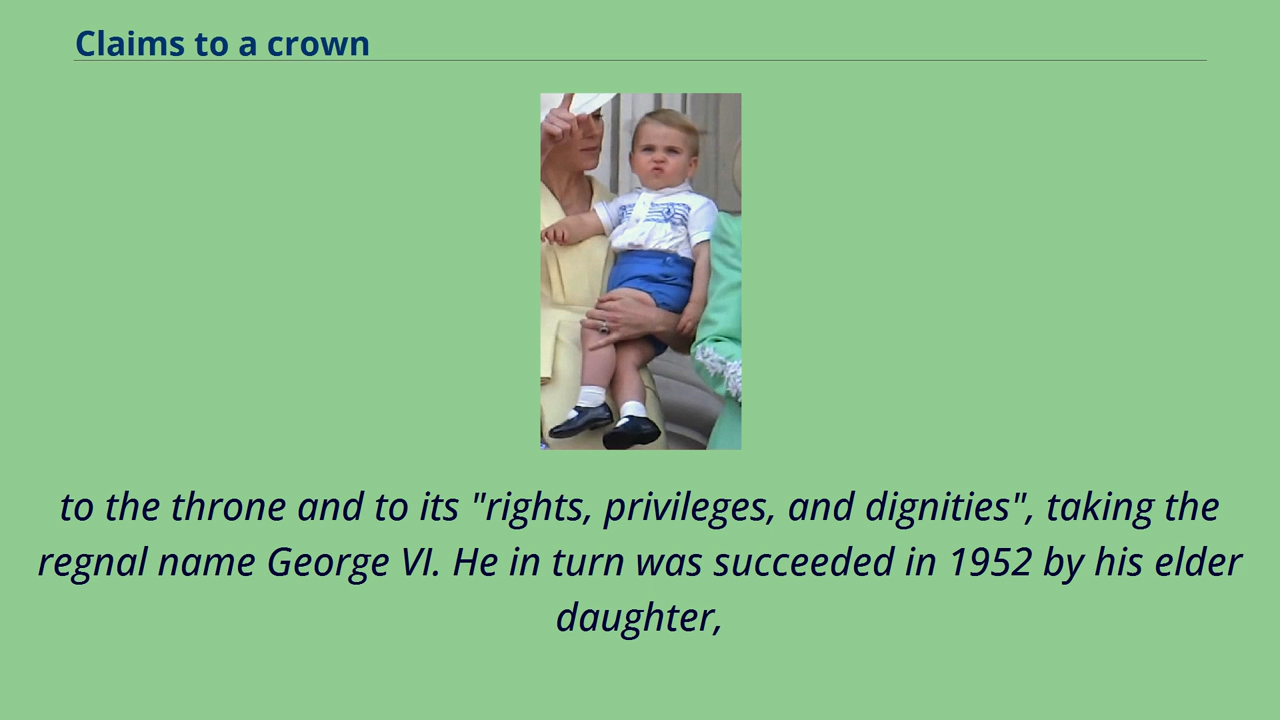 Claims to a crown
to the throne and to its "rights, privileges, and dignities", taking the
regnal name George VI. He in turn was succeeded in 1952 by his elder
daughter,